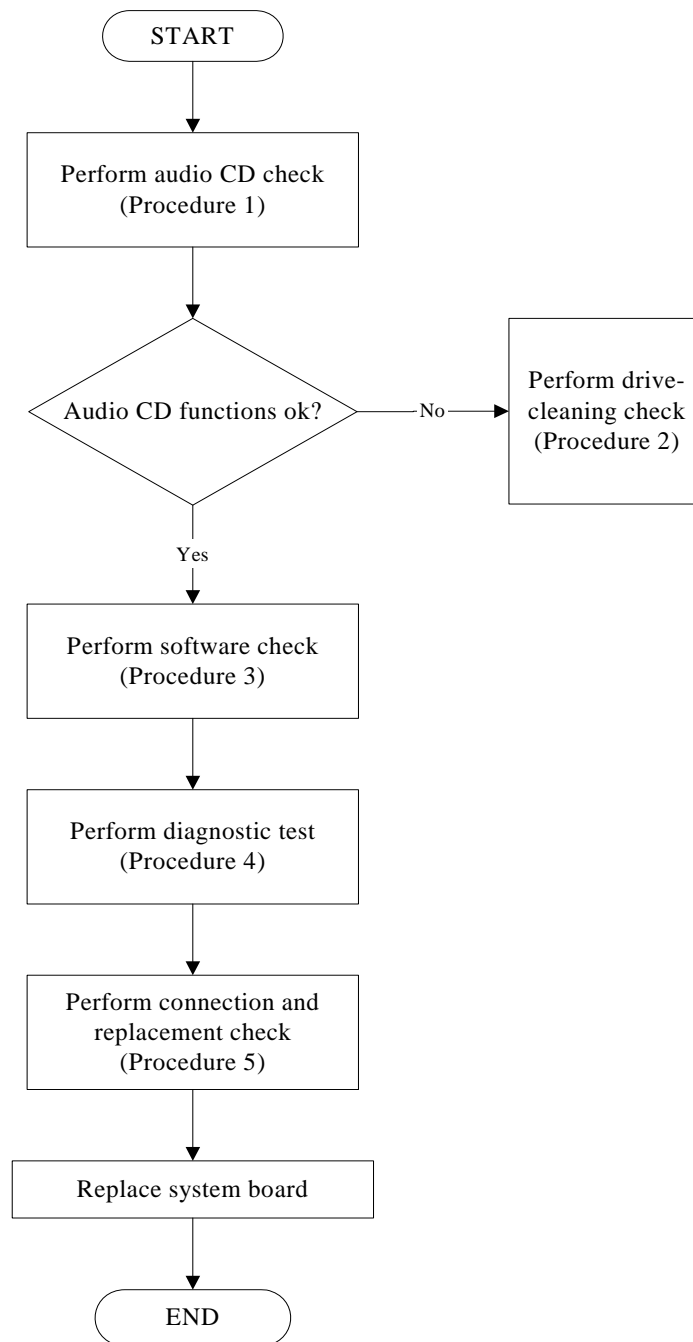 START
Perform audio CD check
(Procedure 1)
Audio CD functions ok?
No
Perform drive-
cleaning check
(Procedure 2)
Yes
Perform software check
(Procedure 3)
Perform diagnostic test
(Procedure 4)
Perform connection and
replacement check
(Procedure 5)
Replace system board
END